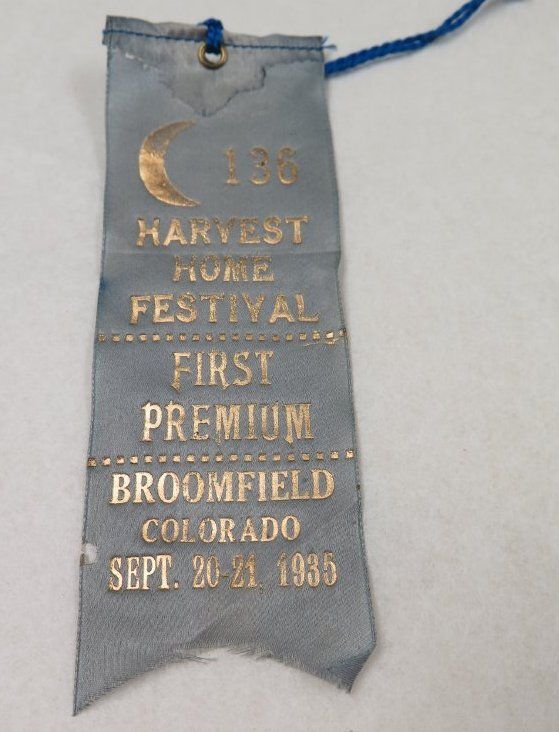 136
HARVEST
HOME
FESTIVAL
FIRST
PREMIUM
BROOMFIELD
COLORADO
SEPT. 20-21, 1935